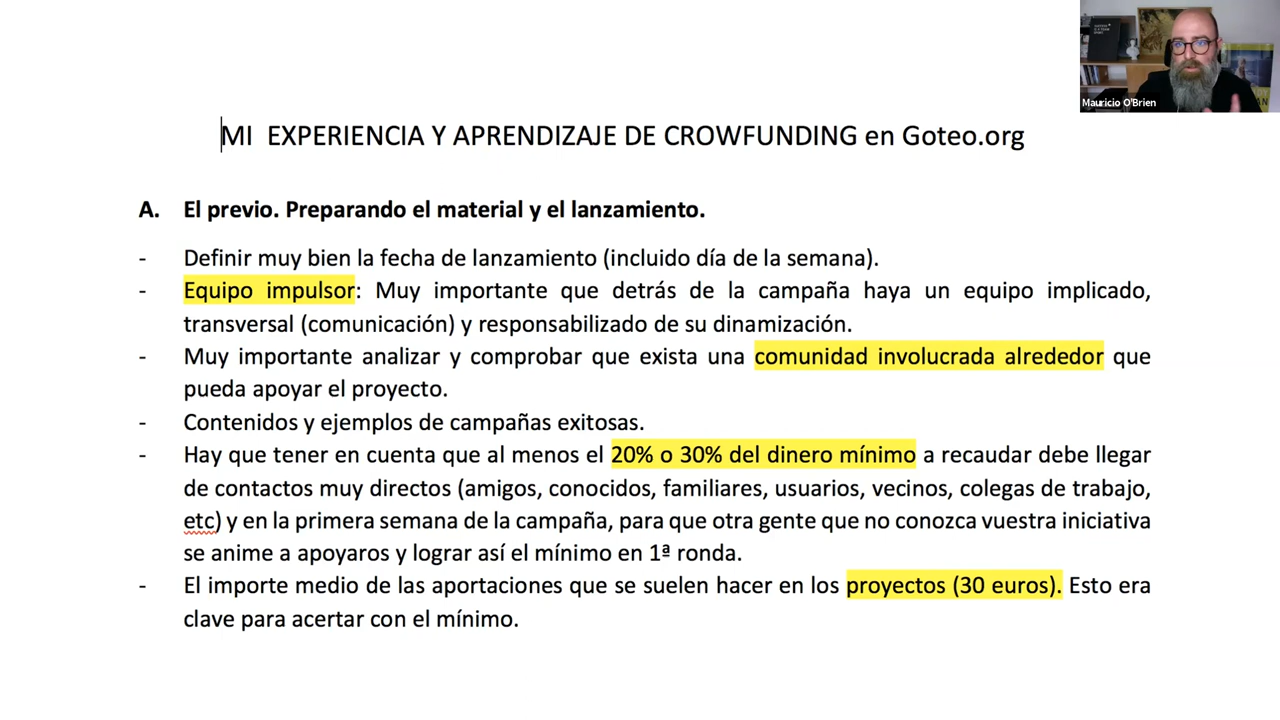 Mauricio O'Brien
MI EXPERIENCIA Y APRENDIZAJE DE CROWFUNDING en Goteo.org
A. El previo. Preparando el material y el lanzamiento.
- Definir muy bien la fecha de lanzamiento (incluido día de la semana).
- Equipo impulsor: Muy importante que detrás de la campaña haya un equipo implicado,
transversal (comunicación) y responsabilizado de su dinamización.
- Muy importante analizar y comprobar que exista una comunidad involucrada alrededor que
pueda apoyar el proyecto.
- Contenidos y ejemplos de campañas exitosas.
- Hay que tener en cuenta que al menos el 20% o 30% del dinero mínimo a recaudar debe llegar
de contactos muy directos (amigos, conocidos, familiares, usuarios, vecinos, colegas de trabajo,
etc) y en la primera semana de la campaña, para que otra gente que no conozca vuestra iniciativa
se anime a apoyaros y lograr así el mínimo en 1ª ronda.
- El importe medio de las aportaciones que se suelen hacer en los proyectos (30 euros). Esto era
clave para acertar con el mínimo.